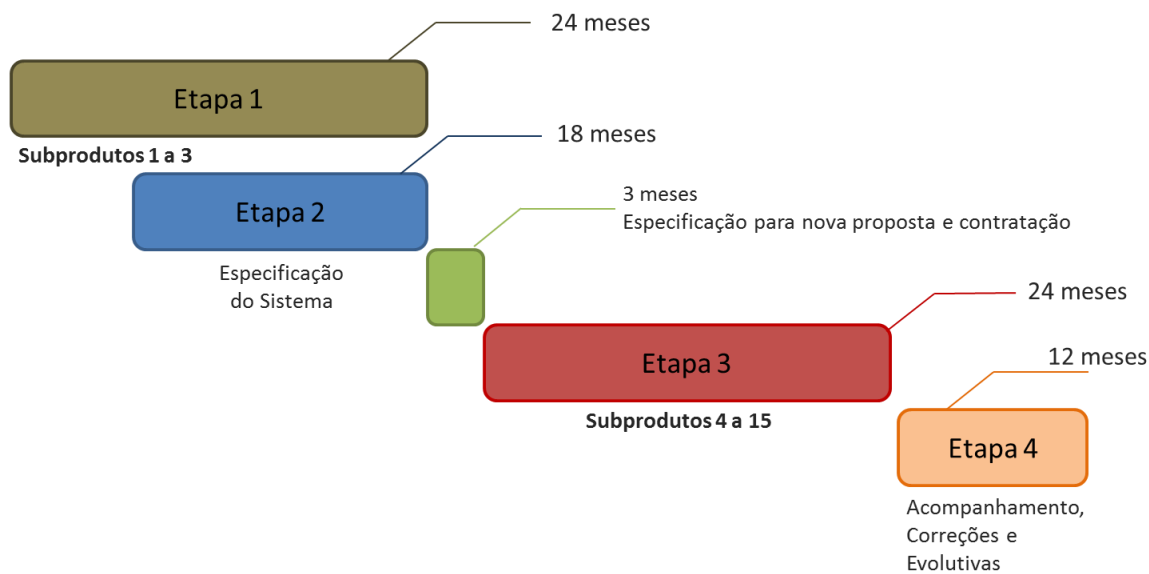 24 meses
Etapa 1
Subprodutos 1 a 3
18 meses
Etapa 2
3 meses
Especificação para nova proposta e contratação
Especificação
do Sistema
24 meses
Etapa 3
12 meses
Subprodutos 4 a 15
Etapa 4
Acompanhamento,
Correções e
Evolutivas